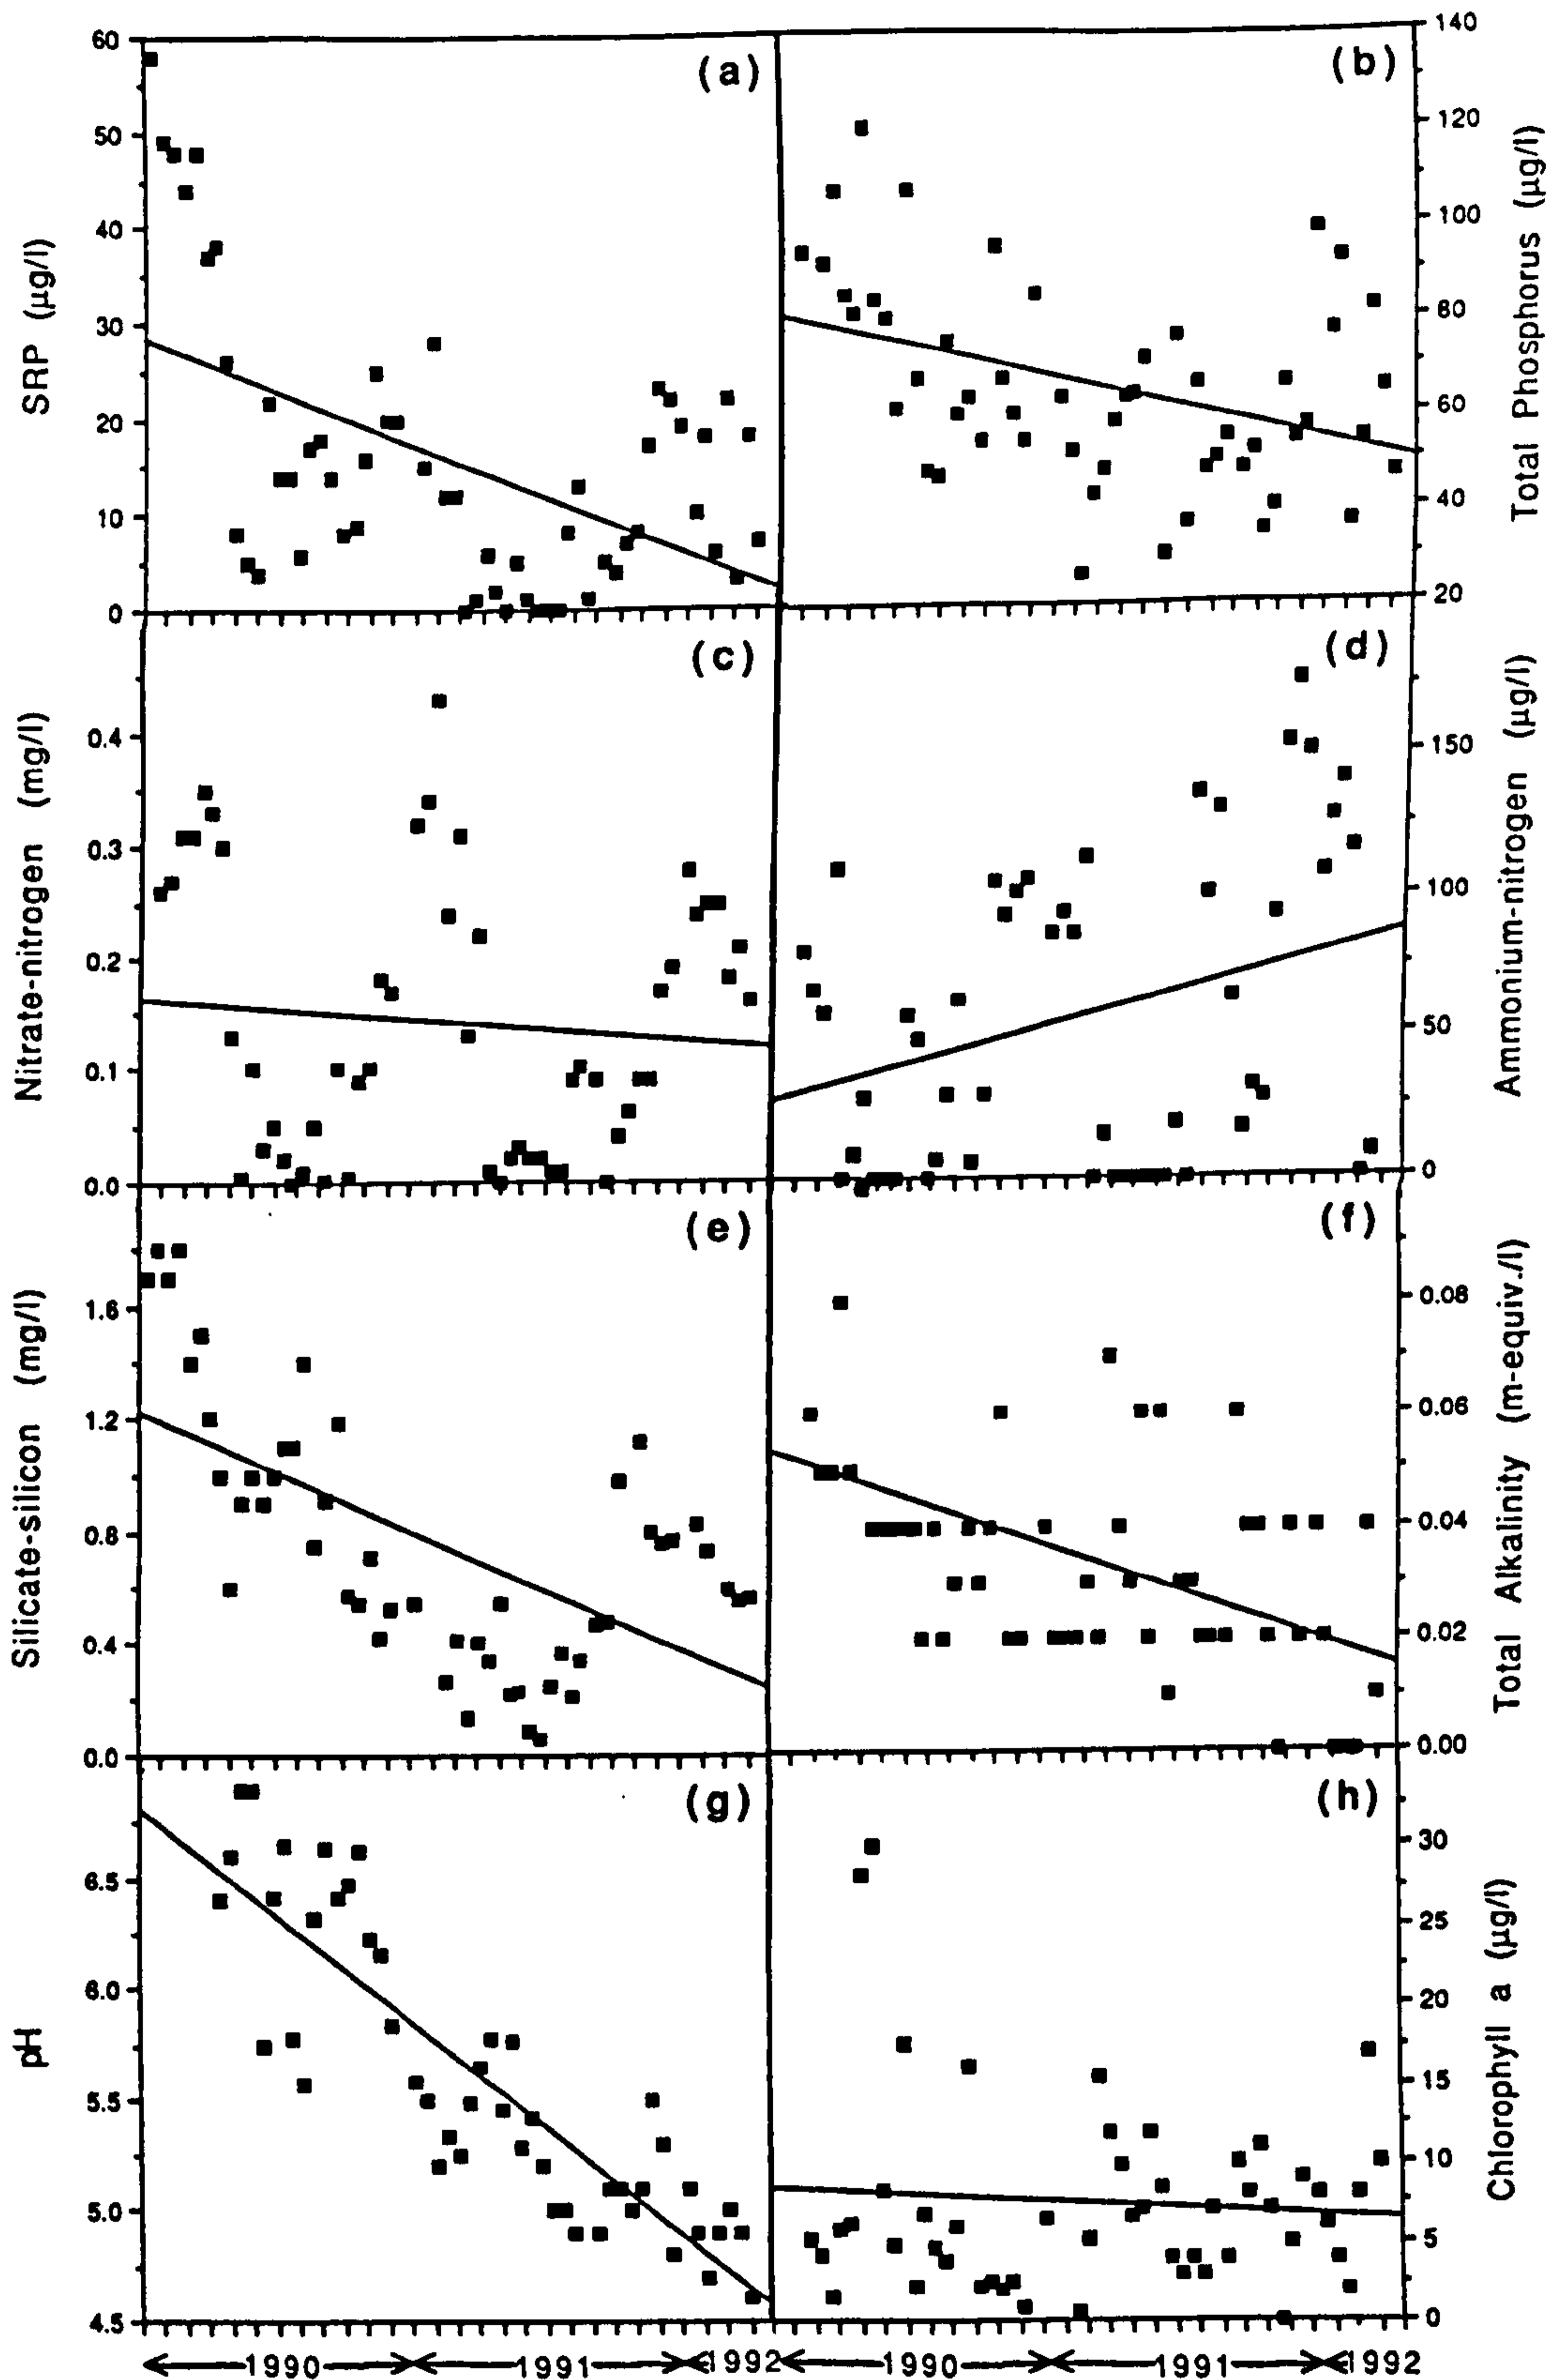 (a)
60
50
40
30
20
10
0
SRP (µg/l)
(b)
140
120
100
80
60
40
20
Total Phosphorus (µg/l)
(c)
0.4
0.3
0.2
0.1
0.0
Nitrate-nitrogen (mg/l)
(d)
150
100
50
0
Ammonium-nitrogen (µg/l)
(e)
1.6
1.2
0.8
0.4
0.0
Silicate-silicon (mg/l)
(f)
0.08
0.06
0.04
0.02
0.00
Total Alkalinity (m-equiv./l)
(g)
6.5
6.0
5.5
5.0
4.5
pH
(h)
30
25
20
15
10
5
0
Chlorophyll a (µg/l)
1990 1991 1992 1990 1991 1992